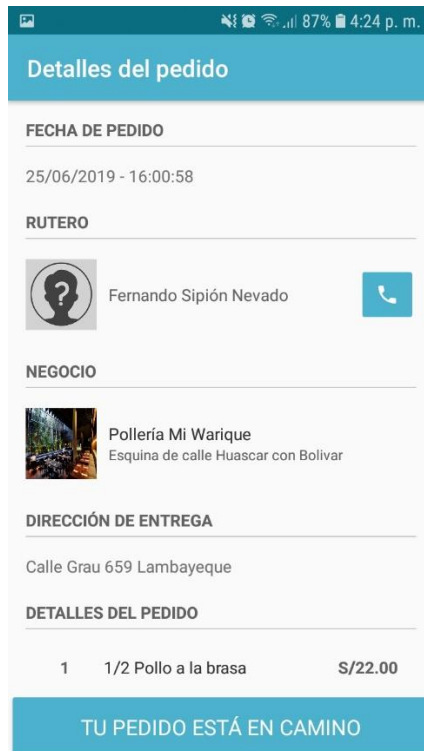 87% 4:24 p. m.
Detalles del pedido
FECHA DE PEDIDO
25/06/2019 - 16:00:58
RUTERO
?
Fernando Sipión Nevado
NEGOCIO
Pollería Mi Warique
Esquina de calle Huascar con Bolivar
DIRECCIÓN DE ENTREGA
Calle Grau 659 Lambayeque
DETALLES DEL PEDIDO
1 1/2 Pollo a la brasa S/22.00
TU PEDIDO ESTÁ EN CAMINO